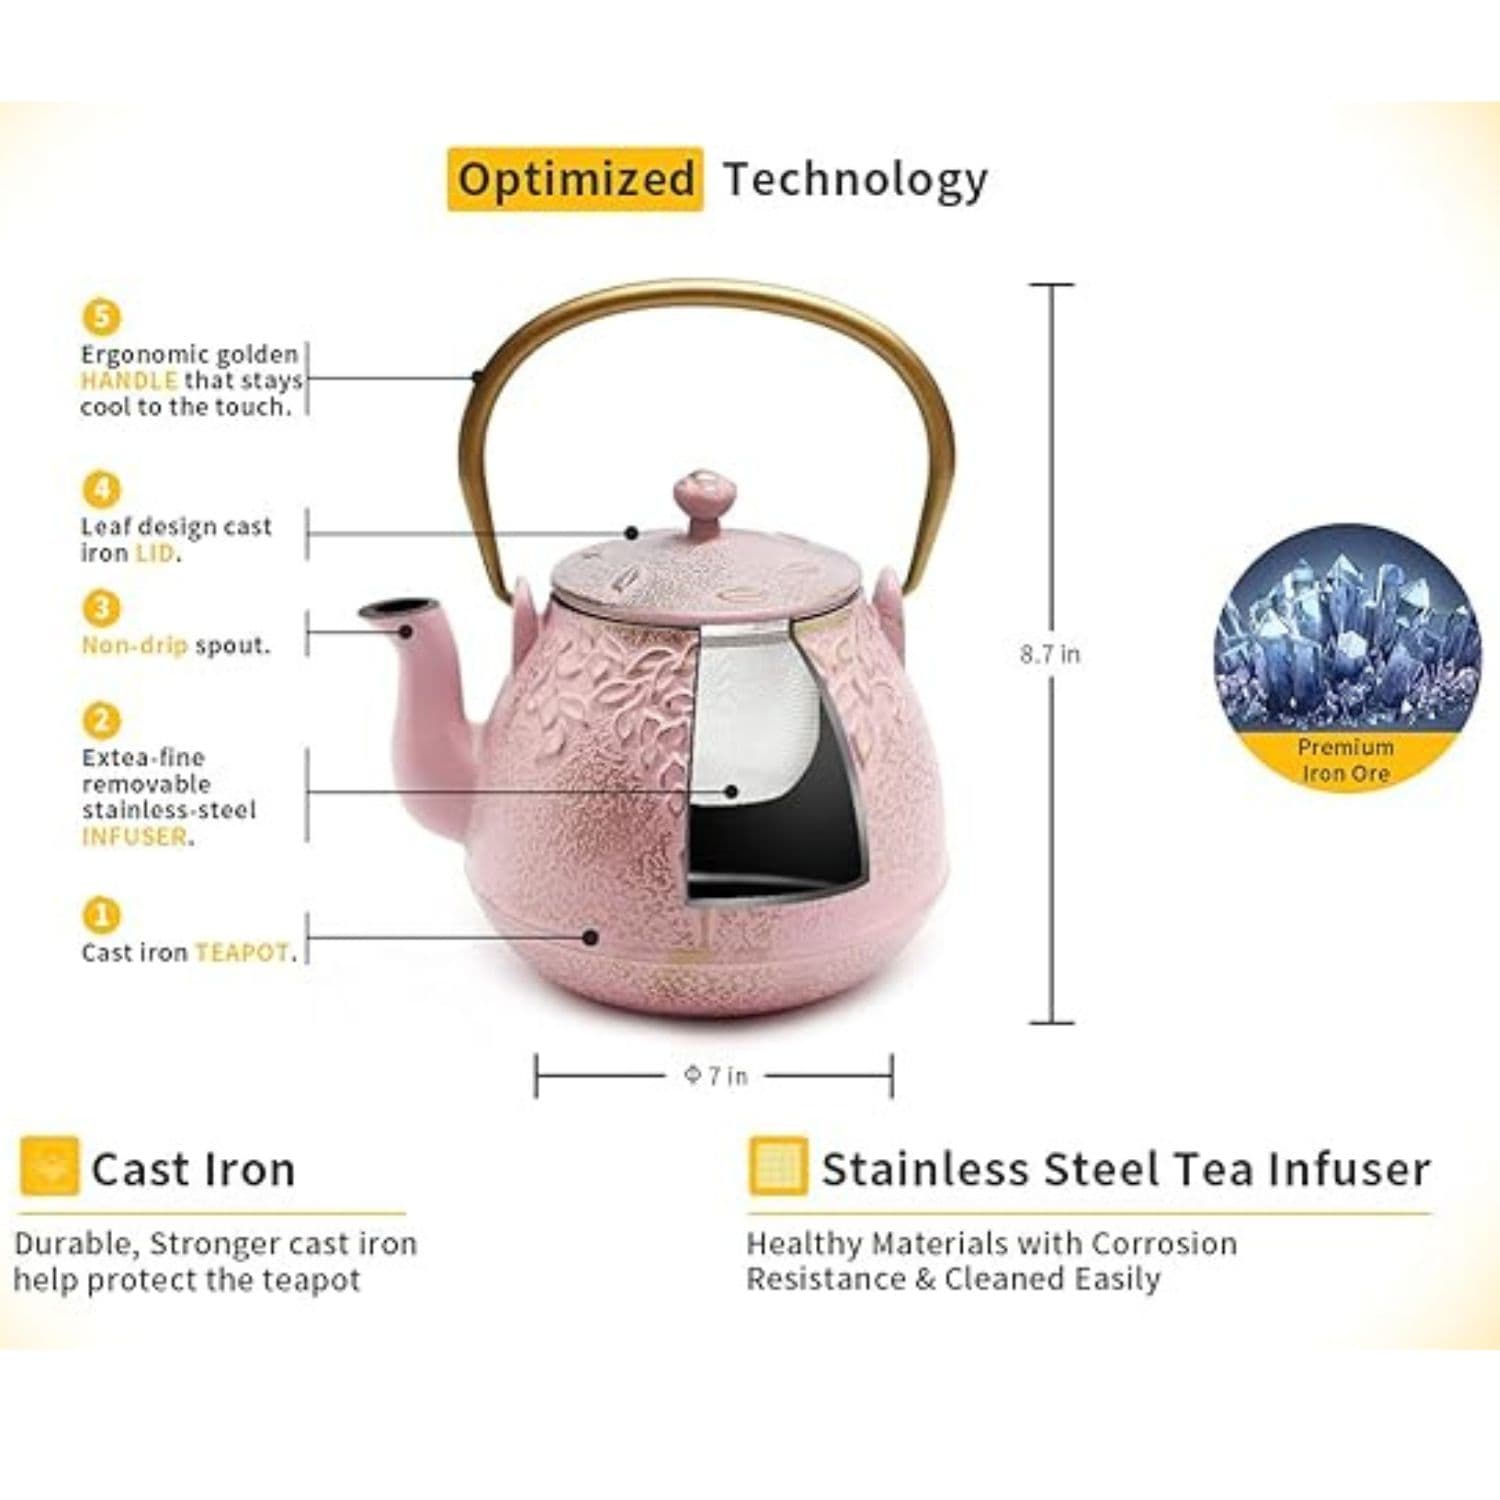 Optimized Technology
5
Ergonomic golden
HANDLE that stays
cool to the touch.
4
Leaf design cast
iron LID.
3
Non-drip spout.
2
Extea-fine
removable
stainless-steel
INFUSER.
1
Cast iron TEAPOT.
8.7 in
Φ 7 in
Premium
Iron Ore
Cast Iron
Durable, Stronger cast iron
help protect the teapot
Stainless Steel Tea Infuser
Healthy Materials with Corrosion
Resistance & Cleaned Easily